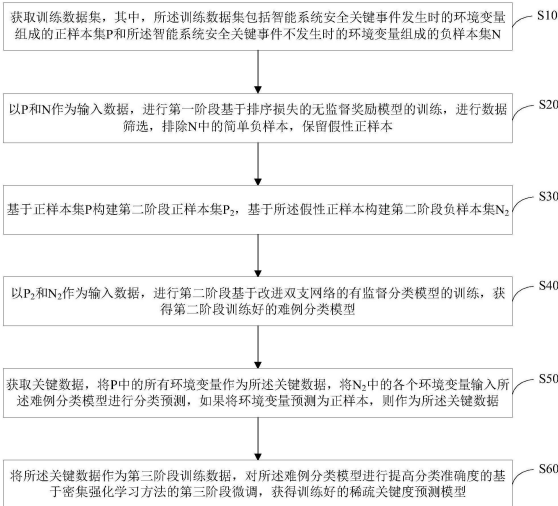 获取训练数据集，其中，所述训练数据集包括智能系统安全关键事件发生时的环境变量
组成的正样本集P和所述智能系统安全关键事件不发生时的环境变量组成的负样本集N
S10
以P和N作为输入数据，进行第一阶段基于排序损失的无监督奖励模型的训练，进行数据
筛选，排除N中的简单负样本，保留假性正样本
S20
基于正样本集P构建第二阶段正样本集P₂，基于所述假性正样本构建第二阶段负样本集N₂
S30
以P₂和N₂作为输入数据，进行第二阶段基于改进双支网络的有监督分类模型的训练，获
得第二阶段训练好的难例分类模型
S40
获取关键数据，将P中的所有环境变量作为所述关键数据，将N₂中的各个环境变量输入所
述难例分类模型进行分类预测，如果将环境变量预测为正样本，则作为所述关键数据
S50
将所述关键数据作为第三阶段训练数据，对所述难例分类模型进行提高分类准确度的基
于密集强化学习方法的第三阶段微调，获得训练好的稀疏关键度预测模型
S60